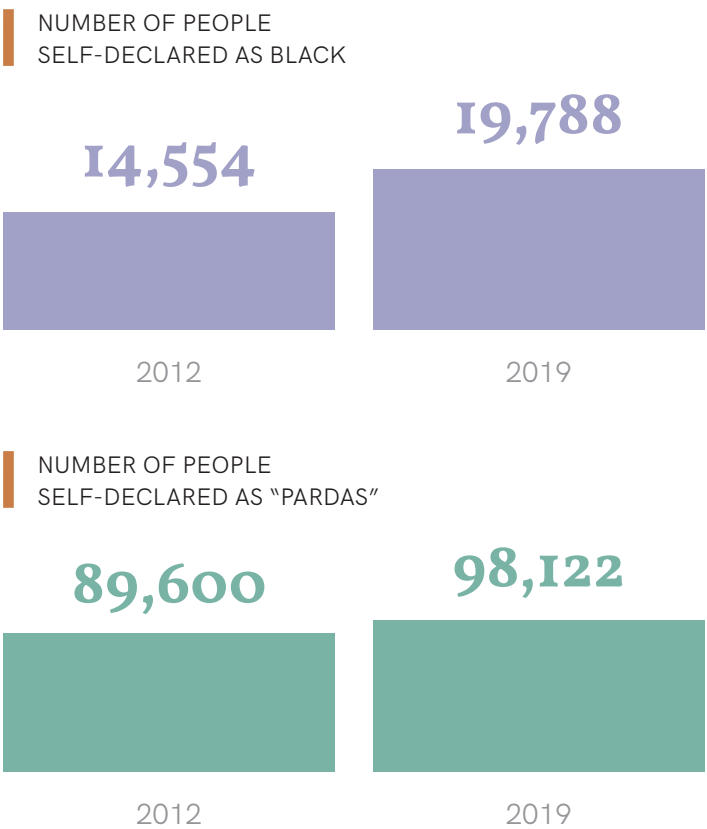 NUMBER OF PEOPLE
SELF-DECLARED AS BLACK
14,554
19,788
2012
2019
NUMBER OF PEOPLE
SELF-DECLARED AS “PARDAS”
89,600
98,122
2012
2019